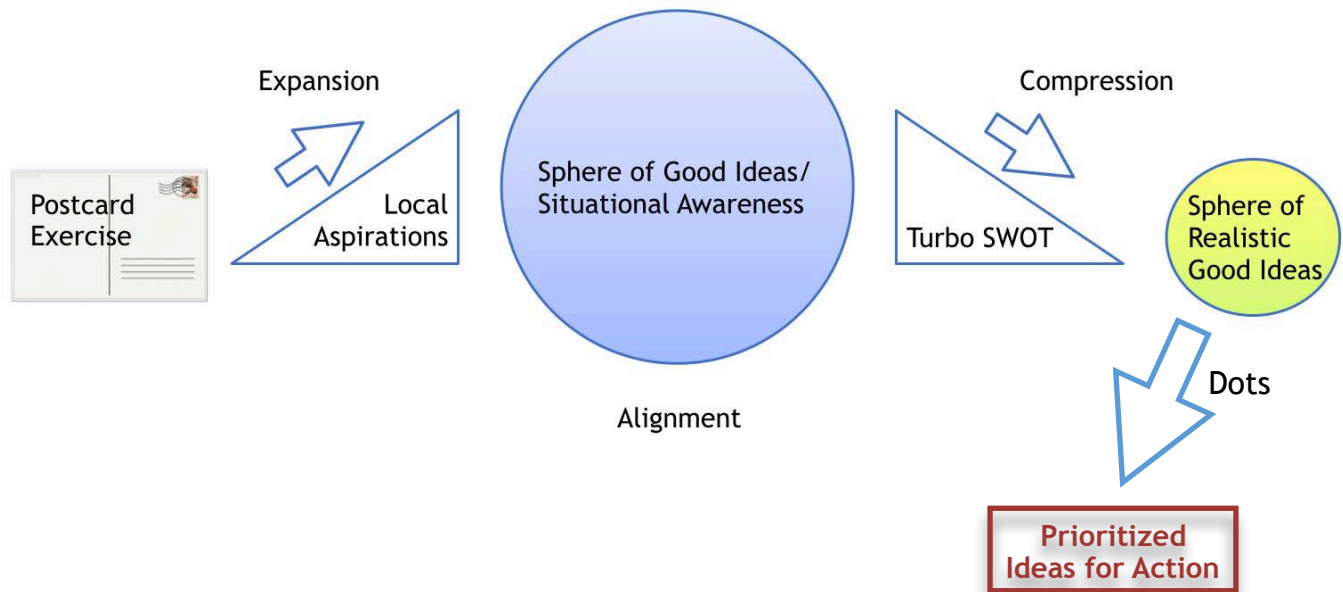 Expansion
Compression
Postcard
Exercise
Local
Aspirations
Sphere of Good Ideas/
Situational Awareness
Turbo SWOT
Sphere of
Realistic
Good Ideas
Alignment
Dots
Prioritized
Ideas for Action